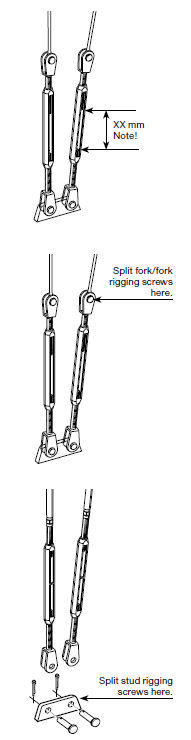 XX mm
Note!
Split fork/fork
rigging screws
here.
Split stud rigging
screws here.